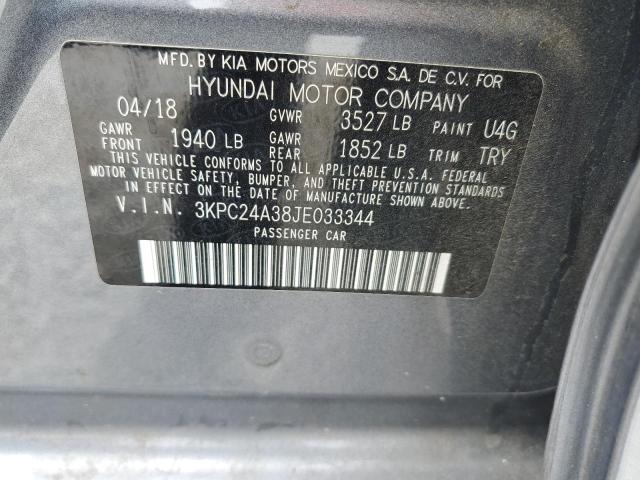 MFD. BY KIA MOTORS MEXICO S.A. DE C.V. FOR
HYUNDAI MOTOR COMPANY
04/18 GVWR 3527 LB PAINT U4G
GAWR FRONT 1940 LB GAWR REAR 1852 LB TRIM TRY
THIS VEHICLE CONFORMS TO ALL APPLICABLE U.S.A. FEDERAL
MOTOR VEHICLE SAFETY, BUMPER, AND THEFT PREVENTION STANDARDS
IN EFFECT ON THE DATE OF MANUFACTURE SHOWN ABOVE.
V.I.N. 3KPC24A38JE033344
PASSENGER CAR